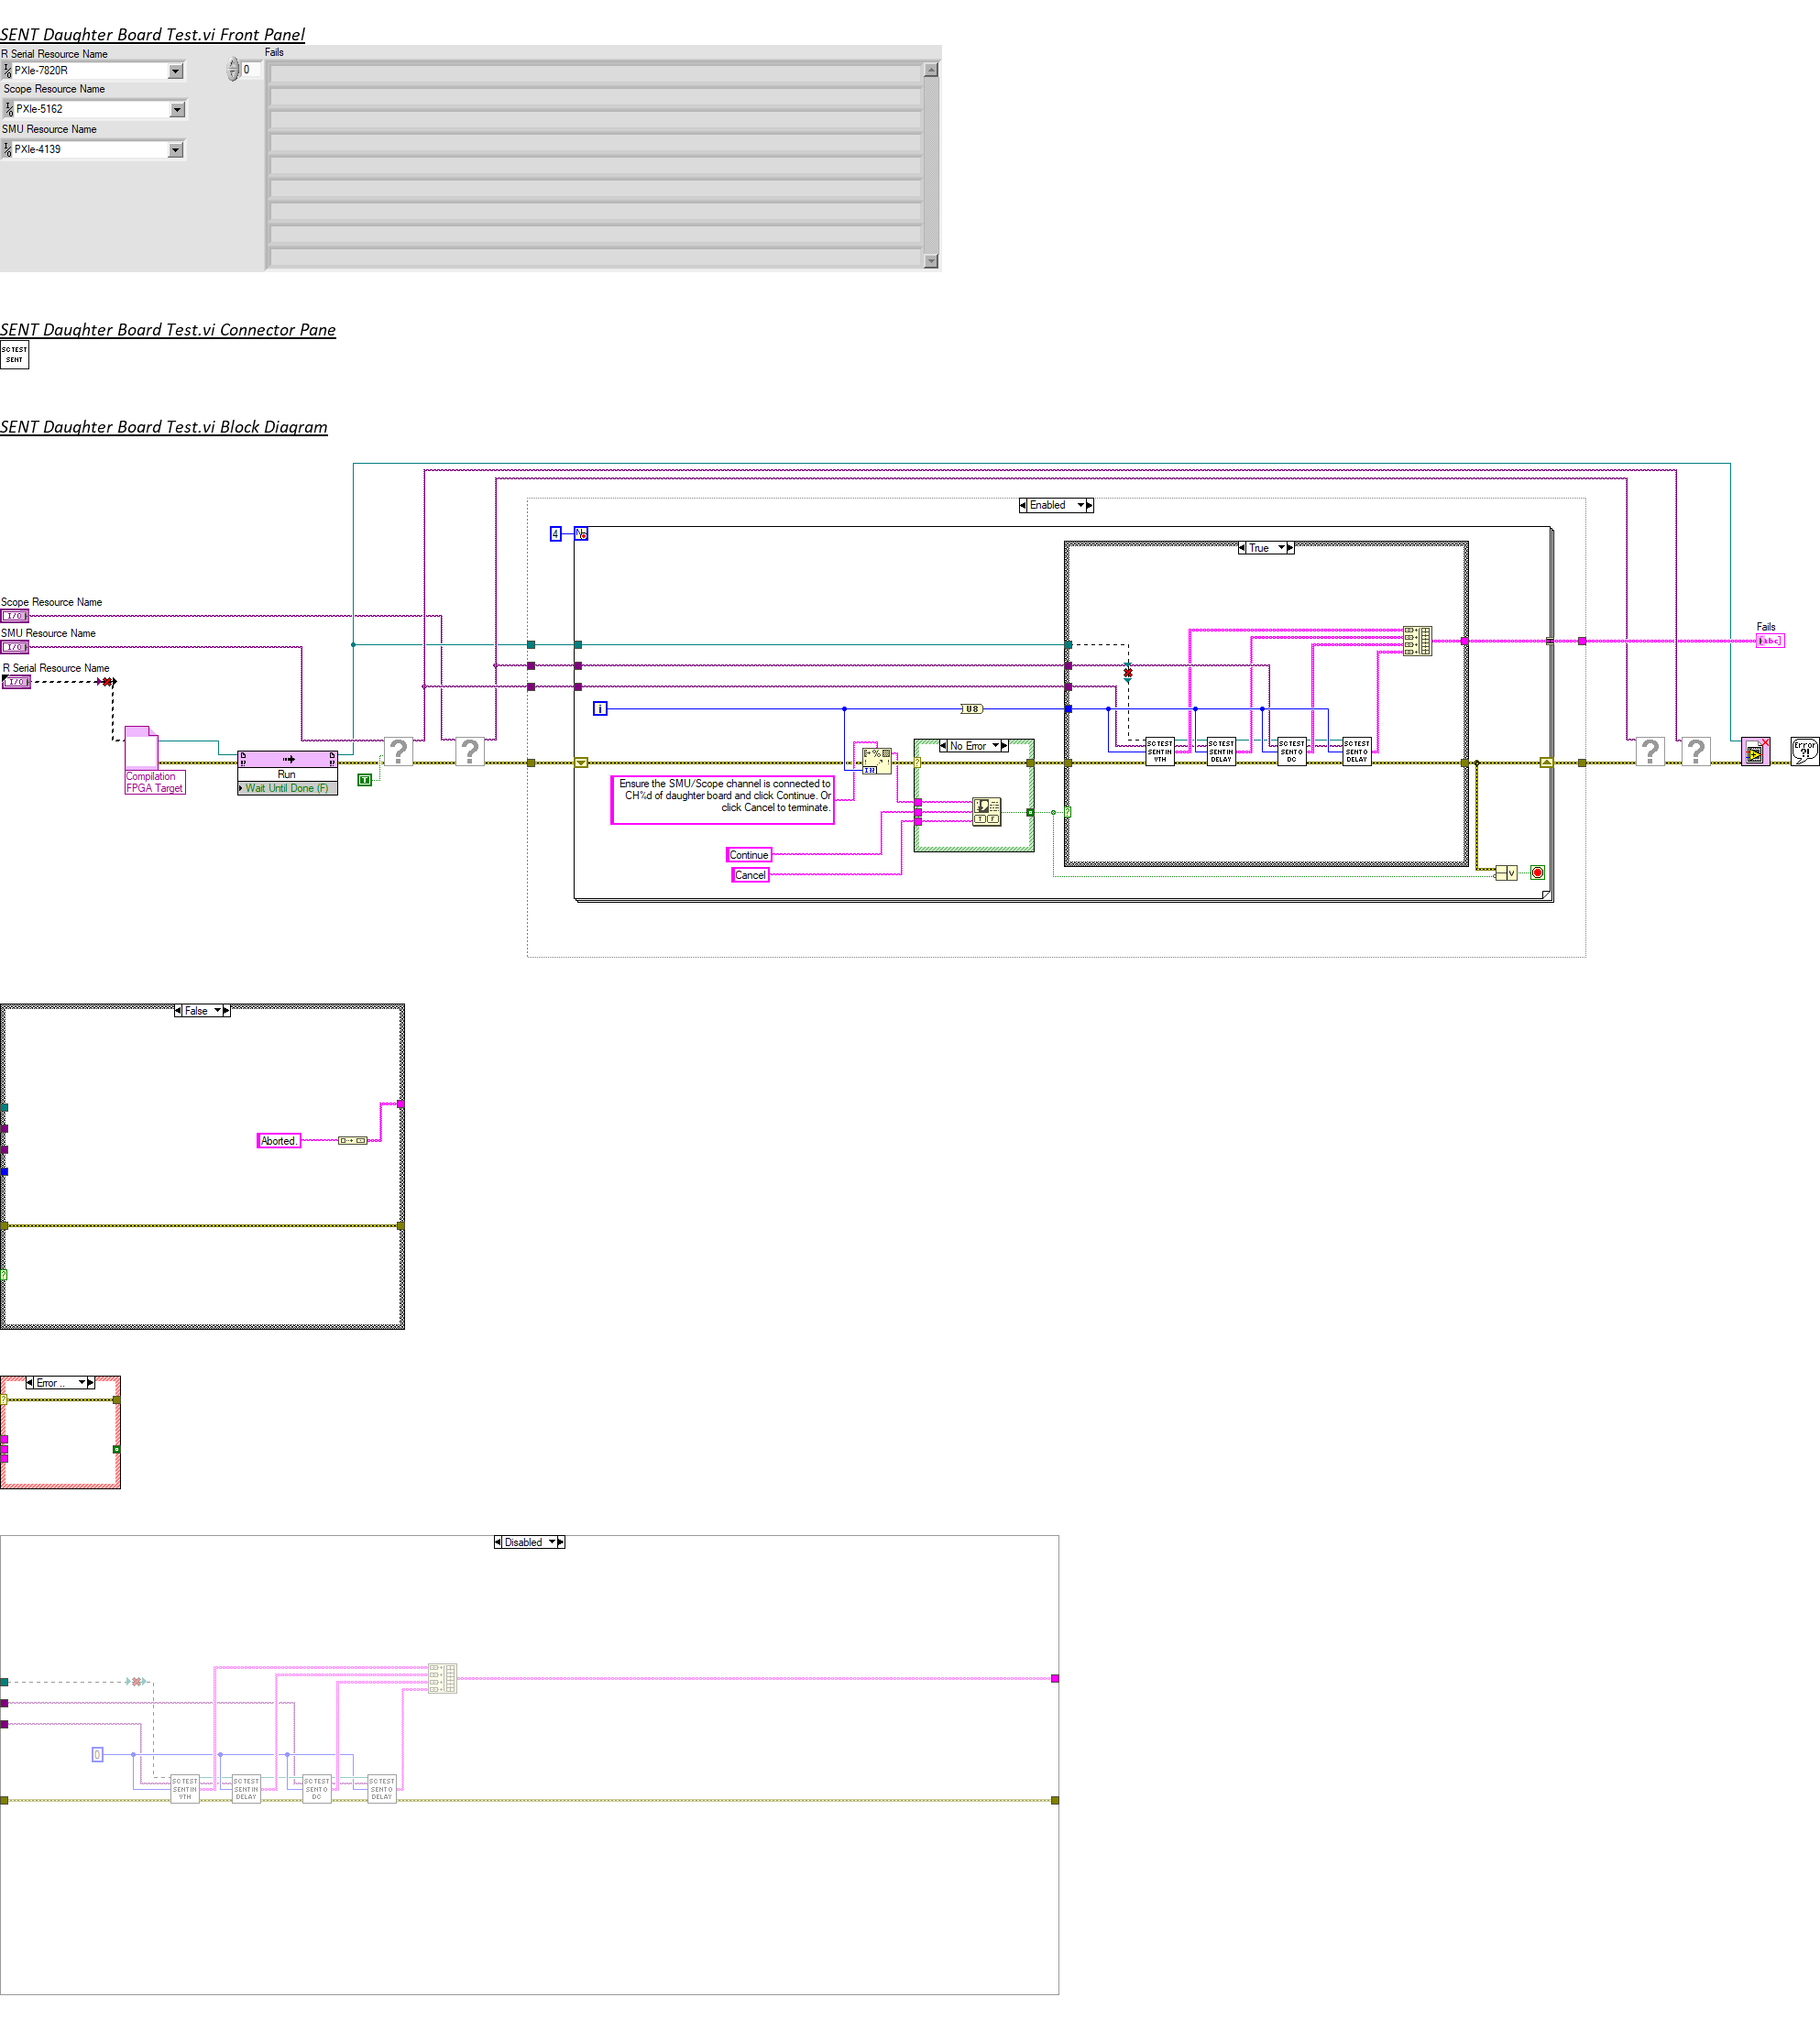 SENT Daughter Board Test.vi Front Panel
R Serial Resource Name
PXIe-7820R
Scope Resource Name
PXIe-5162
SMU Resource Name
PXIe-4139
0
Fails
SENT Daughter Board Test.vi Connector Pane
SC TEST
SENT
SENT Daughter Board Test.vi Block Diagram
Enabled
4
N
True
Scope Resource Name
I/O
SMU Resource Name
I/O
R Serial Resource Name
I/O
Fails
abc
i
U8
Compilation
FPGA Target
Run
Wait Until Done (F)
T
?
?
Ensure the SMU/Scope channel is connected to
CH%d of daughter board and click Continue. Or
click Cancel to terminate.
No Error
Continue
Cancel
SC TEST
SENT IN
VTH
SC TEST
SENT IN
DELAY
SC TEST
SENT O
DC
SC TEST
SENT O
DELAY
?
?
Error
?!
False
Aborted.
Error ..
Disabled
0
SC TEST
SENT IN
VTH
SC TEST
SENT IN
DELAY
SC TEST
SENT O
DC
SC TEST
SENT O
DELAY